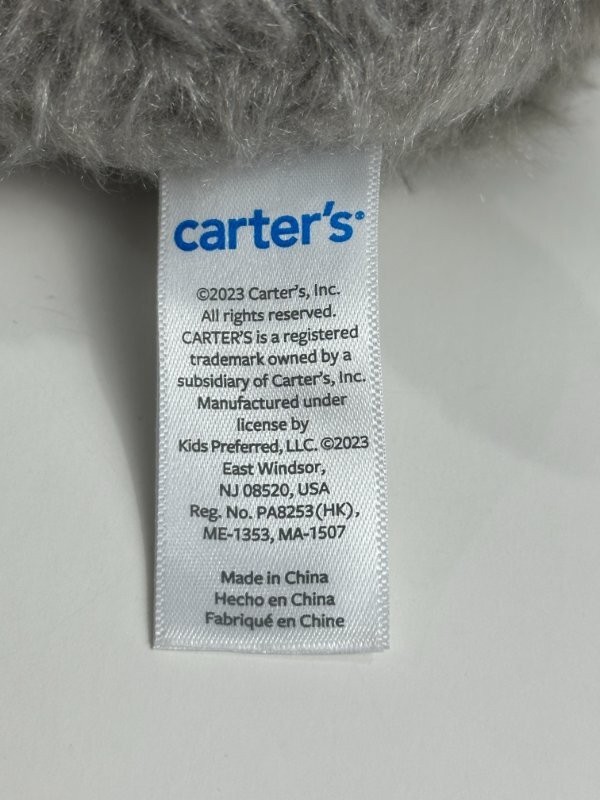 carter's®
©2023 Carter's, Inc.
All rights reserved.
CARTER'S is a registered
trademark owned by a
subsidiary of Carter's, Inc.
Manufactured under
license by
Kids Preferred, LLC. ©2023
East Windsor,
NJ 08520, USA
Reg. No. PA8253(HK),
ME-1353, MA-1507
Made in China
Hecho en China
Fabriqué en Chine